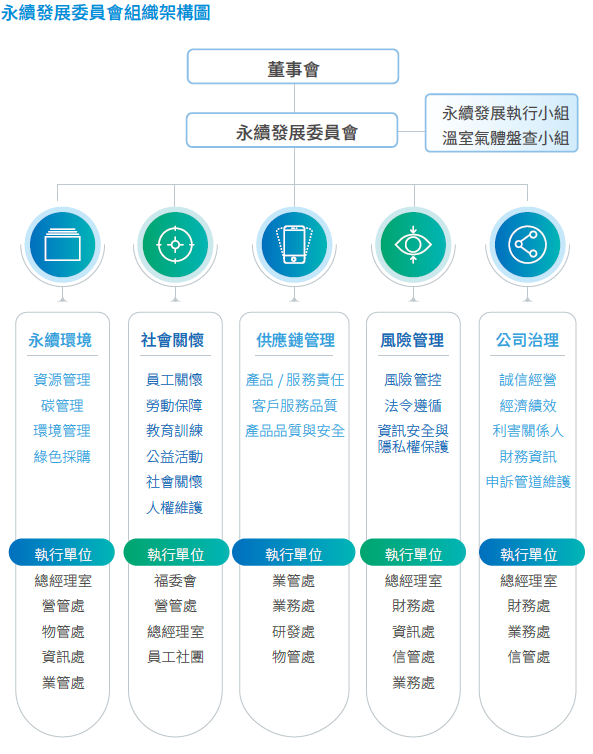 永續發展委員會組織架構圖
董事會
永續發展委員會
永續發展執行小組
溫室氣體盤查小組
永續環境
資源管理
碳管理
環境管理
綠色採購
執行單位
總經理室
營管處
物管處
資訊處
業管處
社會關懷
員工關懷
勞動保障
教育訓練
公益活動
社會關懷
人權維護
執行單位
福委會
營管處
總經理室
員工社團
供應鏈管理
產品 / 服務責任
客戶服務品質
產品品質與安全
執行單位
業管處
業務處
研發處
物管處
風險管理
風險管控
法令遵循
資訊安全與
隱私權保護
執行單位
總經理室
財務處
資訊處
信管處
業務處
公司治理
誠信經營
經濟績效
利害關係人
財務資訊
申訴管道維護
執行單位
總經理室
財務處
業務處
信管處